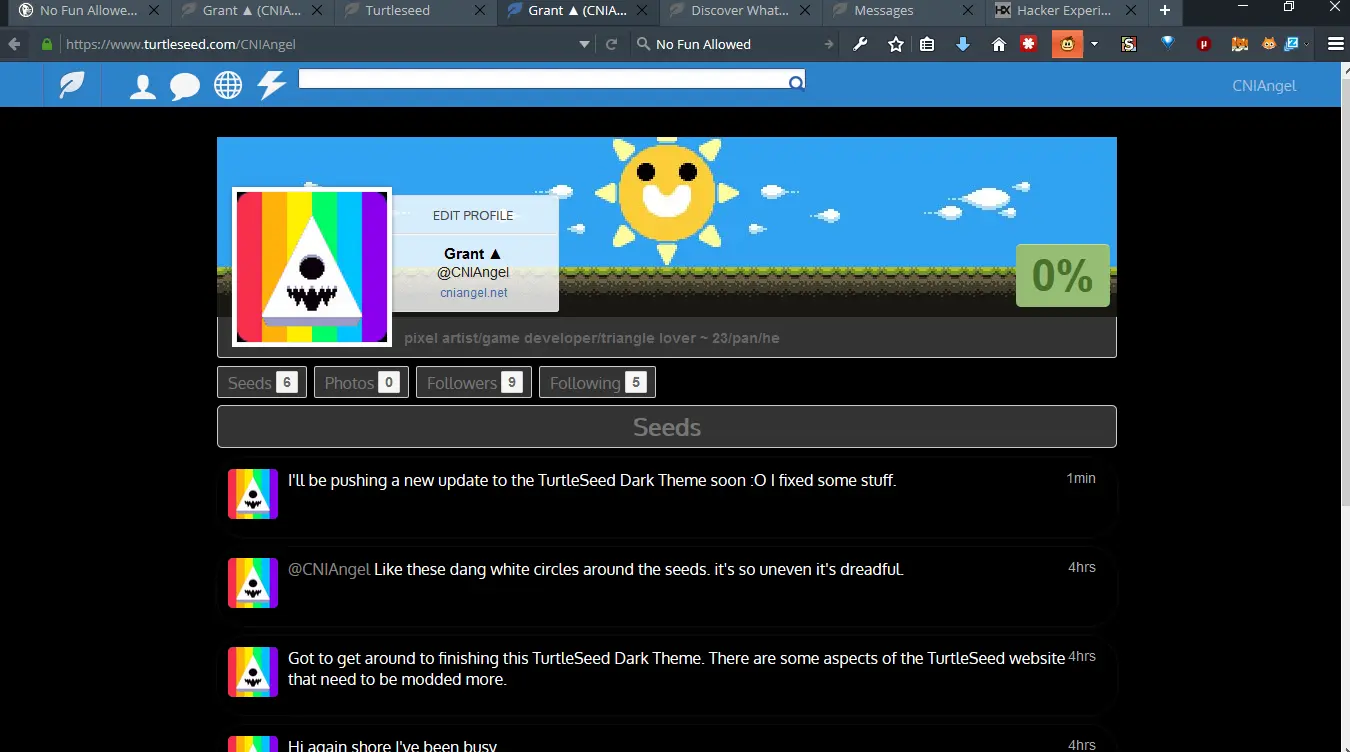 No Fun Allowe...
Grant ▲ (CNIA...
Turtleseed
Grant ▲ (CNIA...
Discover What...
Messages
HX
Hacker Experi...
https://www.turtleseed.com/CNIAngel
No Fun Allowed
CNIAngel
EDIT PROFILE
Grant ▲
@CNIAngel
cniangel.net
0%
pixel artist/game developer/triangle lover ~ 23/pan/he
Seeds 6
Photos 0
Followers 9
Following 5
Seeds
I'll be pushing a new update to the TurtleSeed Dark Theme soon :O I fixed some stuff.
1min
@CNIAngel Like these dang white circles around the seeds. it's so uneven it's dreadful.
4hrs
Got to get around to finishing this TurtleSeed Dark Theme. There are some aspects of the TurtleSeed website
4hrs
that need to be modded more.
Hi again shore I've been busy
4hrs